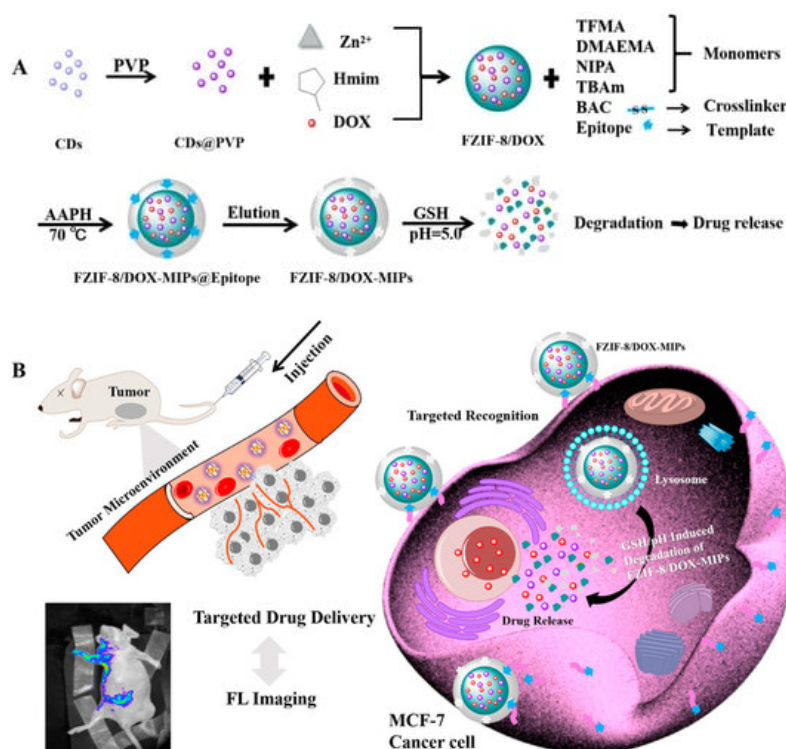 A
PVP
CDs
CDs@PVP
Zn²⁺
Hmim
DOX
FZIF-8/DOX
TFMA
DMAEMA
NIPA
TBAm
Monomers
BAC
SS
Crosslinker
Epitope
Template
AAPH
70 ℃
FZIF-8/DOX-MIPs@Epitope
Elution
FZIF-8/DOX-MIPs
GSH
pH=5.0
Degradation
Drug release
B
Tumor
Injection
Tumor Microenvironment
Targeted Drug Delivery
FL Imaging
FZIF-8/DOX-MIPs
Targeted Recognition
Lysosome
GSH/pH Induced
Degradation of
FZIF-8/DOX-MIPs
Drug Release
MCF-7
Cancer cell